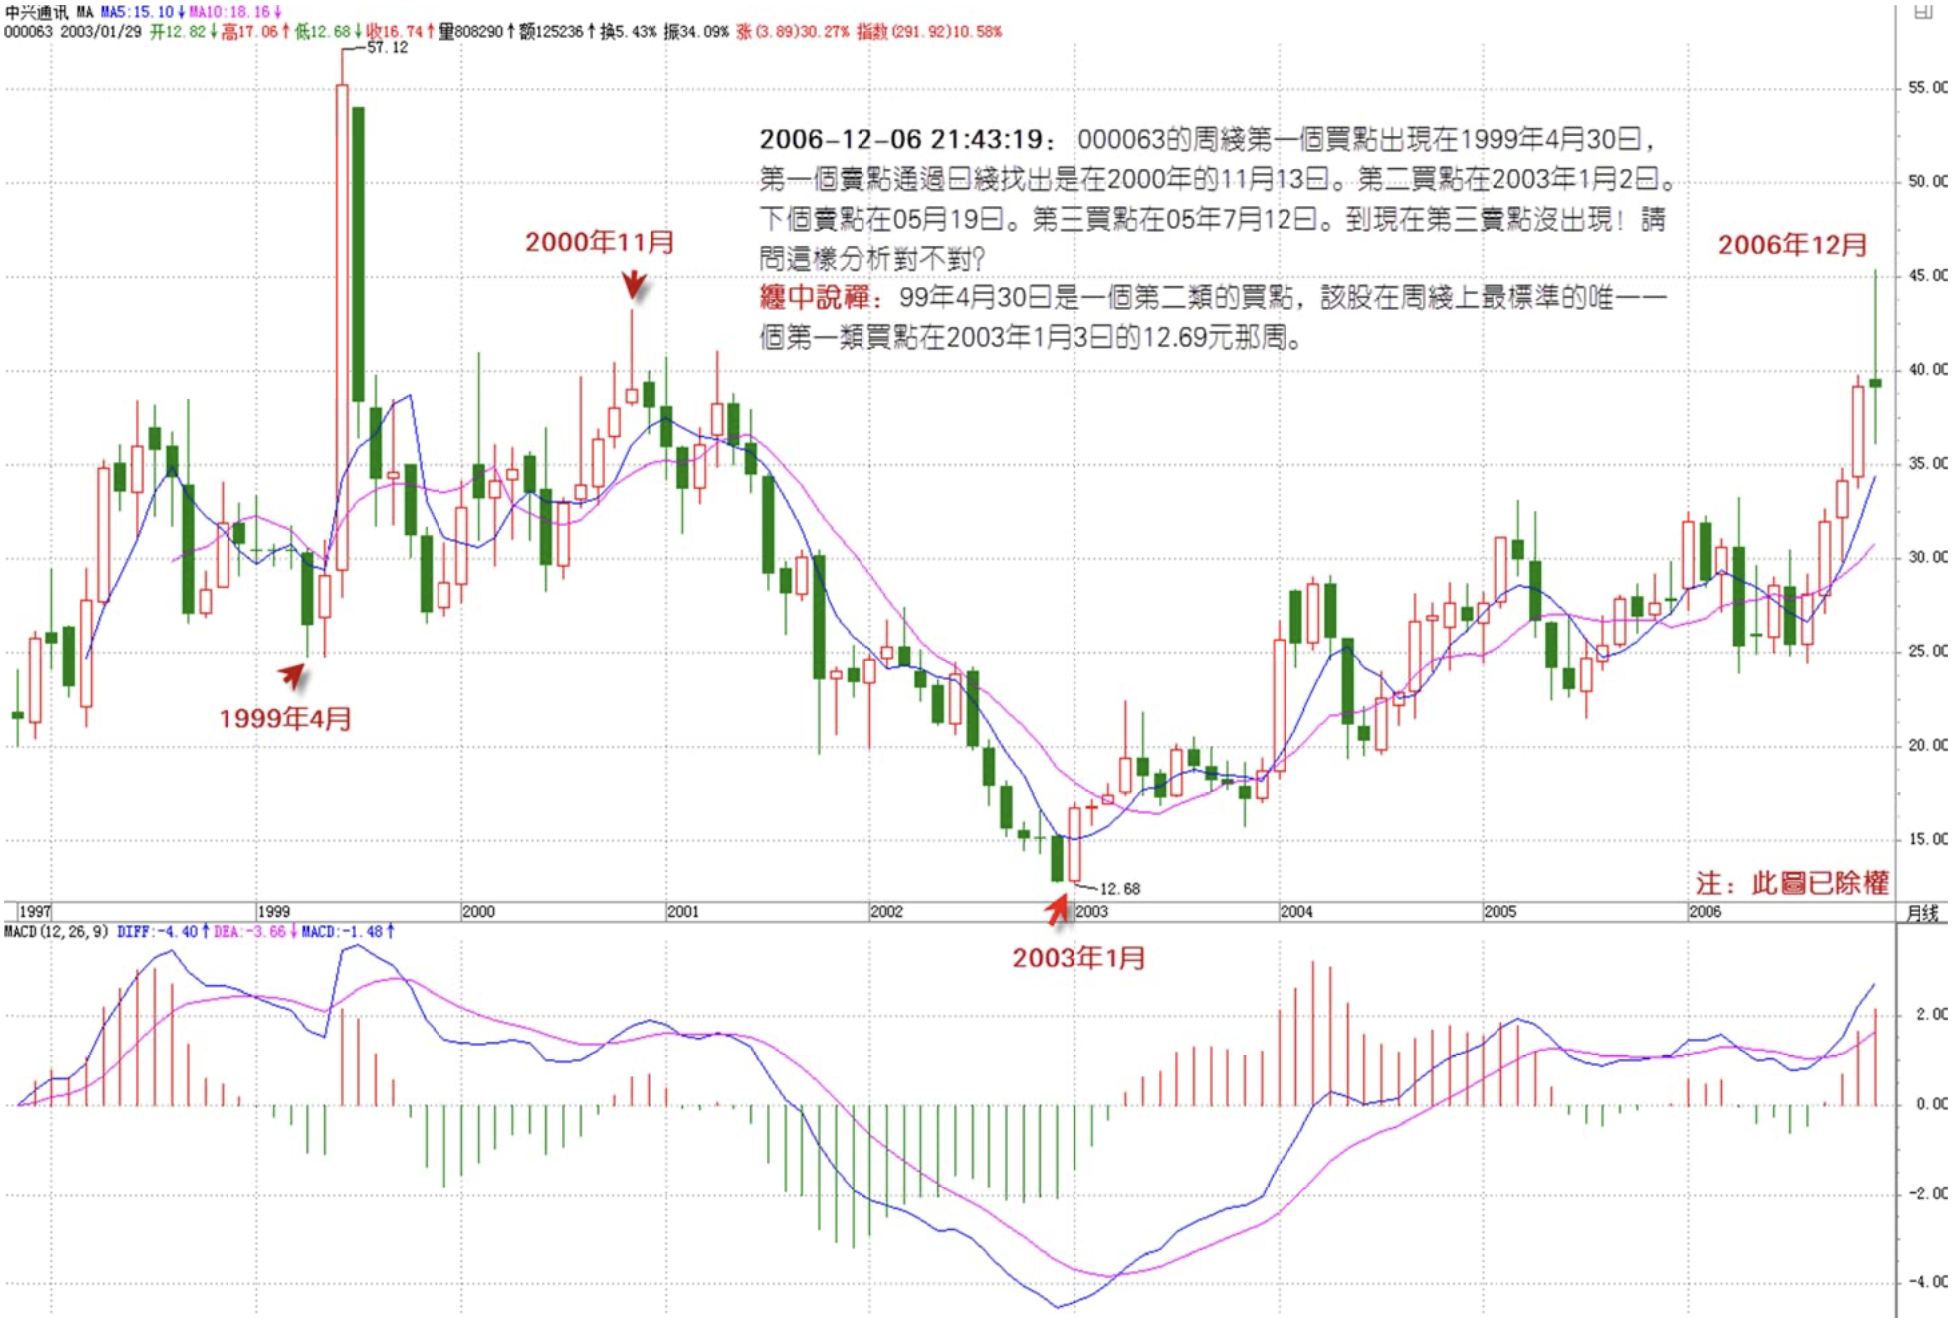 中兴通讯 MA MA5:15.10↓MA10:18.16↓
000063 2003/01/29 开12.82↓高17.06↑低12.68↓收16.74↑量808290↑额125236↑换5.43% 振34.09% 涨(3.89)30.27% 指数(291.92)10.58%
57.12
55.00
2006-12-06 21:43:19： 000063的周綫第一個買點出現在1999年4月30日，
第一個賣點通過日綫找出是在2000年的11月13日。第二買點在2003年1月2日。
50.00
下個賣點在05月19日。第三買點在05年7月12日。到現在第三賣點沒出現！請
問這樣分析對不對？
2000年11月
2006年12月
45.00
纏中說禪：99年4月30日是一個第二類的買點，該股在周綫上最標準的唯一一
個第一類買點在2003年1月3日的12.69元那周。
40.00
35.00
30.00
25.00
1999年4月
20.00
15.00
12.68
注：此圖已除權
1997 1999 2000 2001 2002 2003 2004 2005 2006 月线
MACD(12,26,9) DIFF:-4.40↑DEA:-3.66↓MACD:-1.48↑
2003年1月
2.00
0.00
-2.00
-4.00